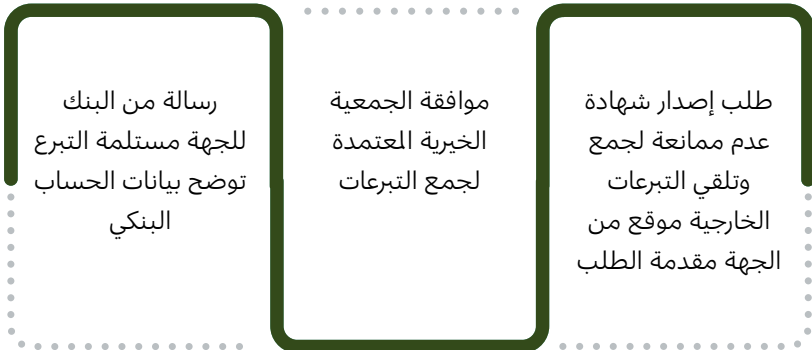 طلب إصدار شهادة
عدم ممانعة لجمع
وتلقي التبرعات
الخارجية موقع من
الجهة مقدمة الطلب
موافقة الجمعية
الخيرية المعتمدة
لجمع التبرعات
رسالة من البنك
للجهة مستلمة التبرع
توضح بيانات الحساب
البنكي